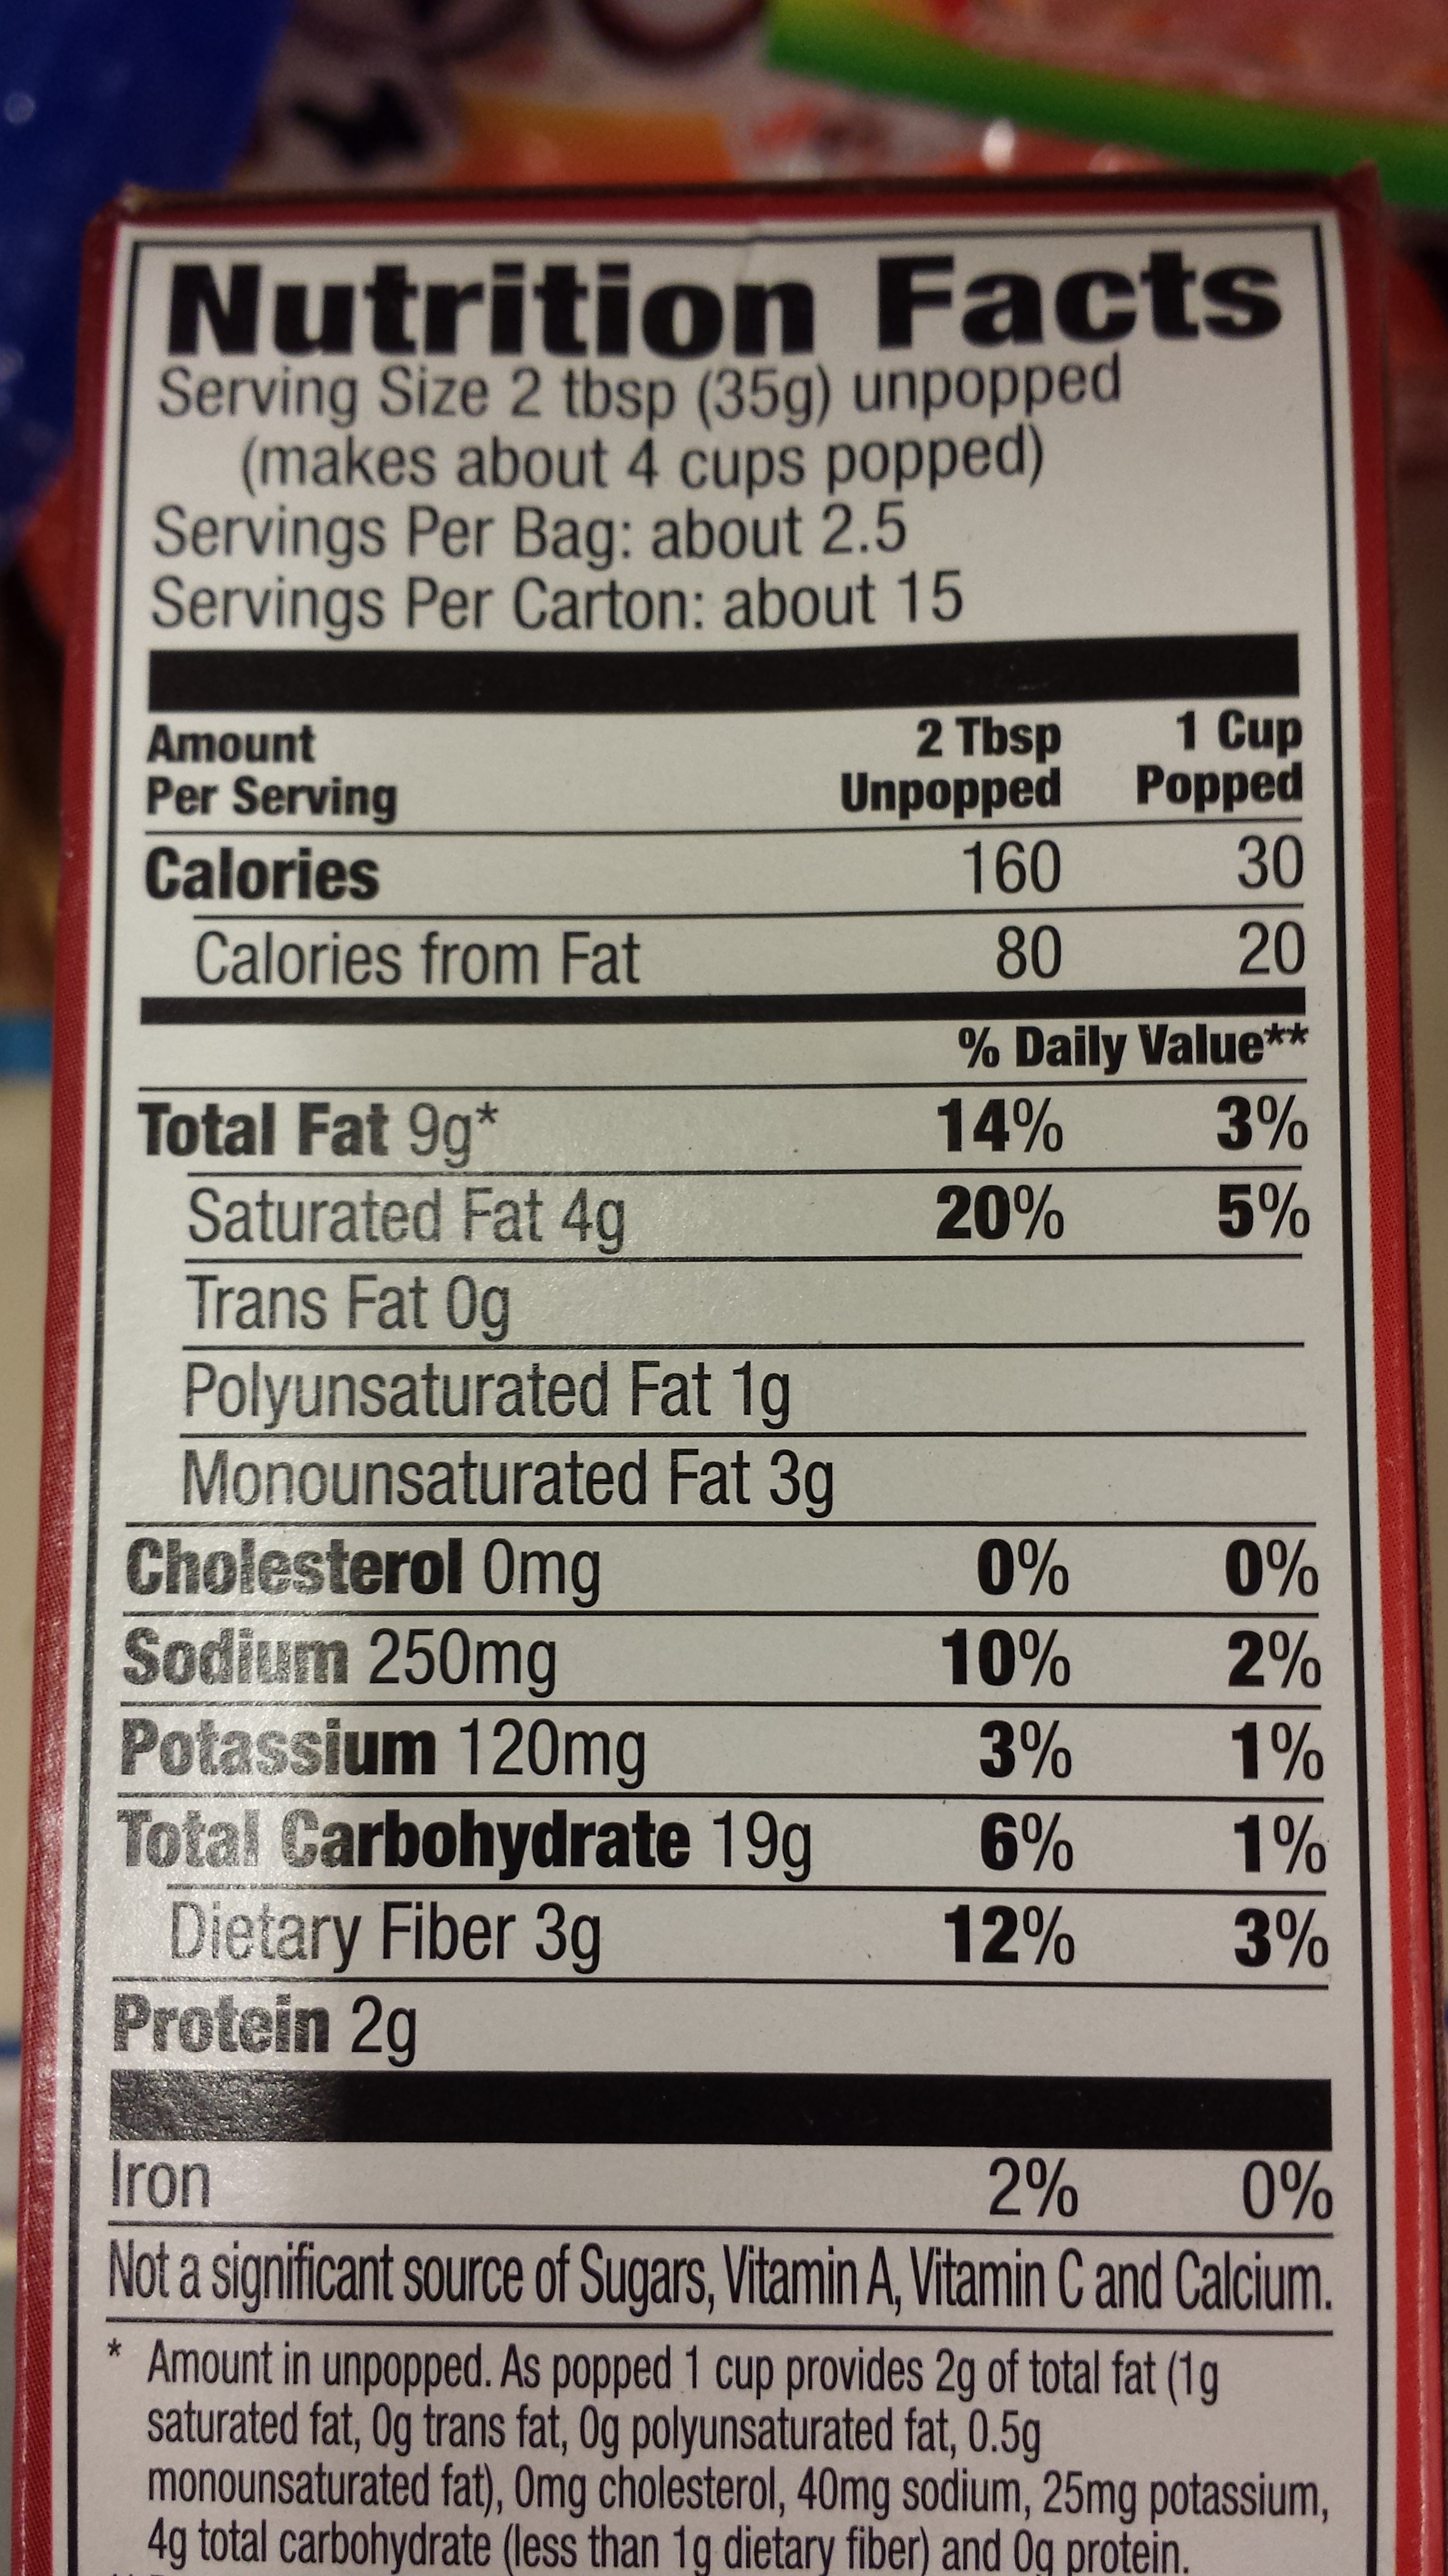 Nutrition Facts
Serving Size 2 tbsp (35g) unpopped
(makes about 4 cups popped)
Servings Per Bag: about 2.5
Servings Per Carton: about 15
Amount 2 Tbsp 1 Cup
Per Serving Unpopped Popped
Calories 160 30
Calories from Fat 80 20
% Daily Value**
Total Fat 9g* 14% 3%
Saturated Fat 4g 20% 5%
Trans Fat 0g
Polyunsaturated Fat 1g
Monounsaturated Fat 3g
Cholesterol 0mg 0% 0%
Sodium 250mg 10% 2%
Potassium 120mg 3% 1%
Total Carbohydrate 19g 6% 1%
Dietary Fiber 3g 12% 3%
Protein 2g
Iron 2% 0%
Not a significant source of Sugars, Vitamin A, Vitamin C and Calcium.
* Amount in unpopped. As popped 1 cup provides 2g of total fat (1g
saturated fat, 0g trans fat, 0g polyunsaturated fat, 0.5g
monounsaturated fat), 0mg cholesterol, 40mg sodium, 25mg potassium,
4g total carbohydrate (less than 1g dietary fiber) and 0g protein.